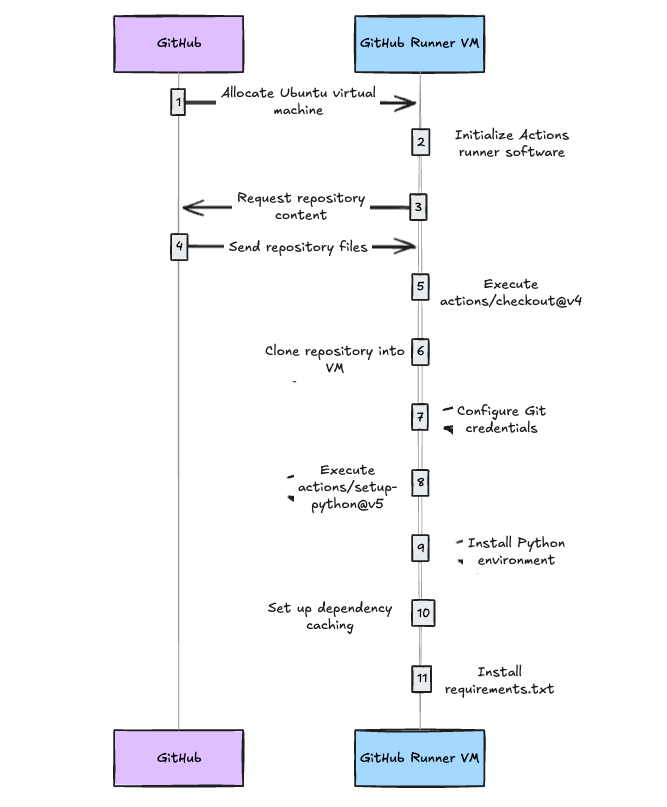 GitHub
GitHub Runner VM
1
Allocate Ubuntu virtual
machine
2
Initialize Actions
runner software
3
Request repository
content
4
Send repository files
5
Execute
actions/checkout@v4
Clone repository into
VM
6
7
Configure Git
credentials
Execute
actions/setup-
python@v5
8
9
Install Python
environment
Set up dependency
caching
10
11
Install
requirements.txt
GitHub
GitHub Runner VM